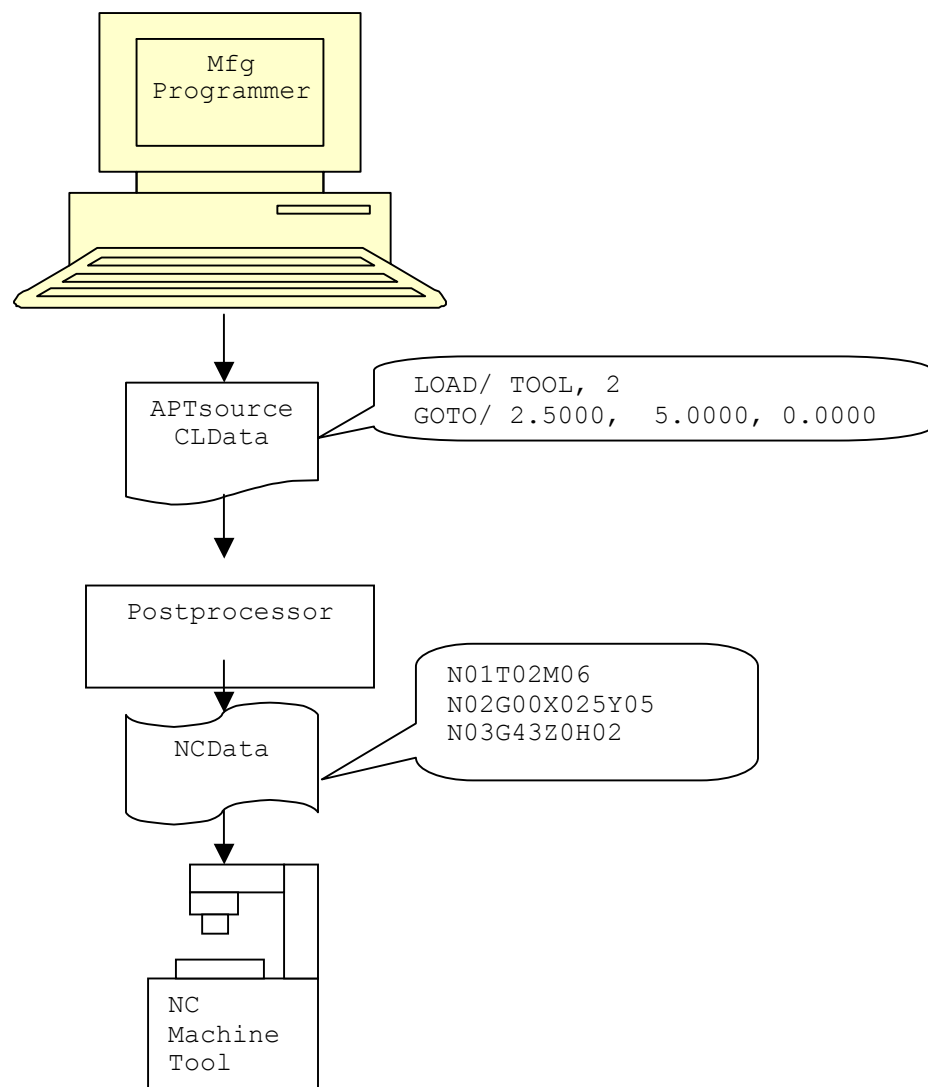 Mfg
Programmer
APTsource
CLData
LOAD/ TOOL, 2
GOTO/ 2.5000, 5.0000, 0.0000
Postprocessor
N01T02M06
N02G00X025Y05
N03G43Z0H02
NCData
NC
Machine
Tool